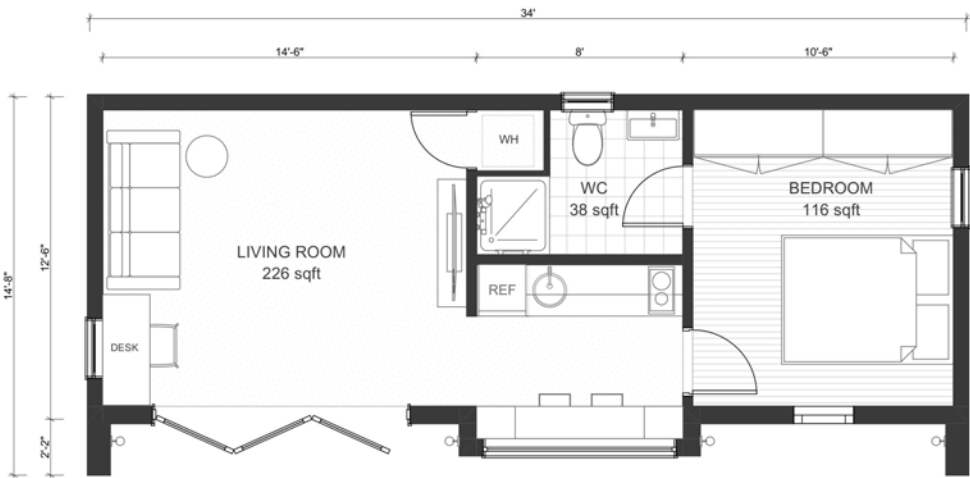 34'
14'-6"
8'
10'-6"
WH
WC
38 sqft
BEDROOM
116 sqft
LIVING ROOM
226 sqft
12'-6"
14'-8"
REF
DESK
2'-2"